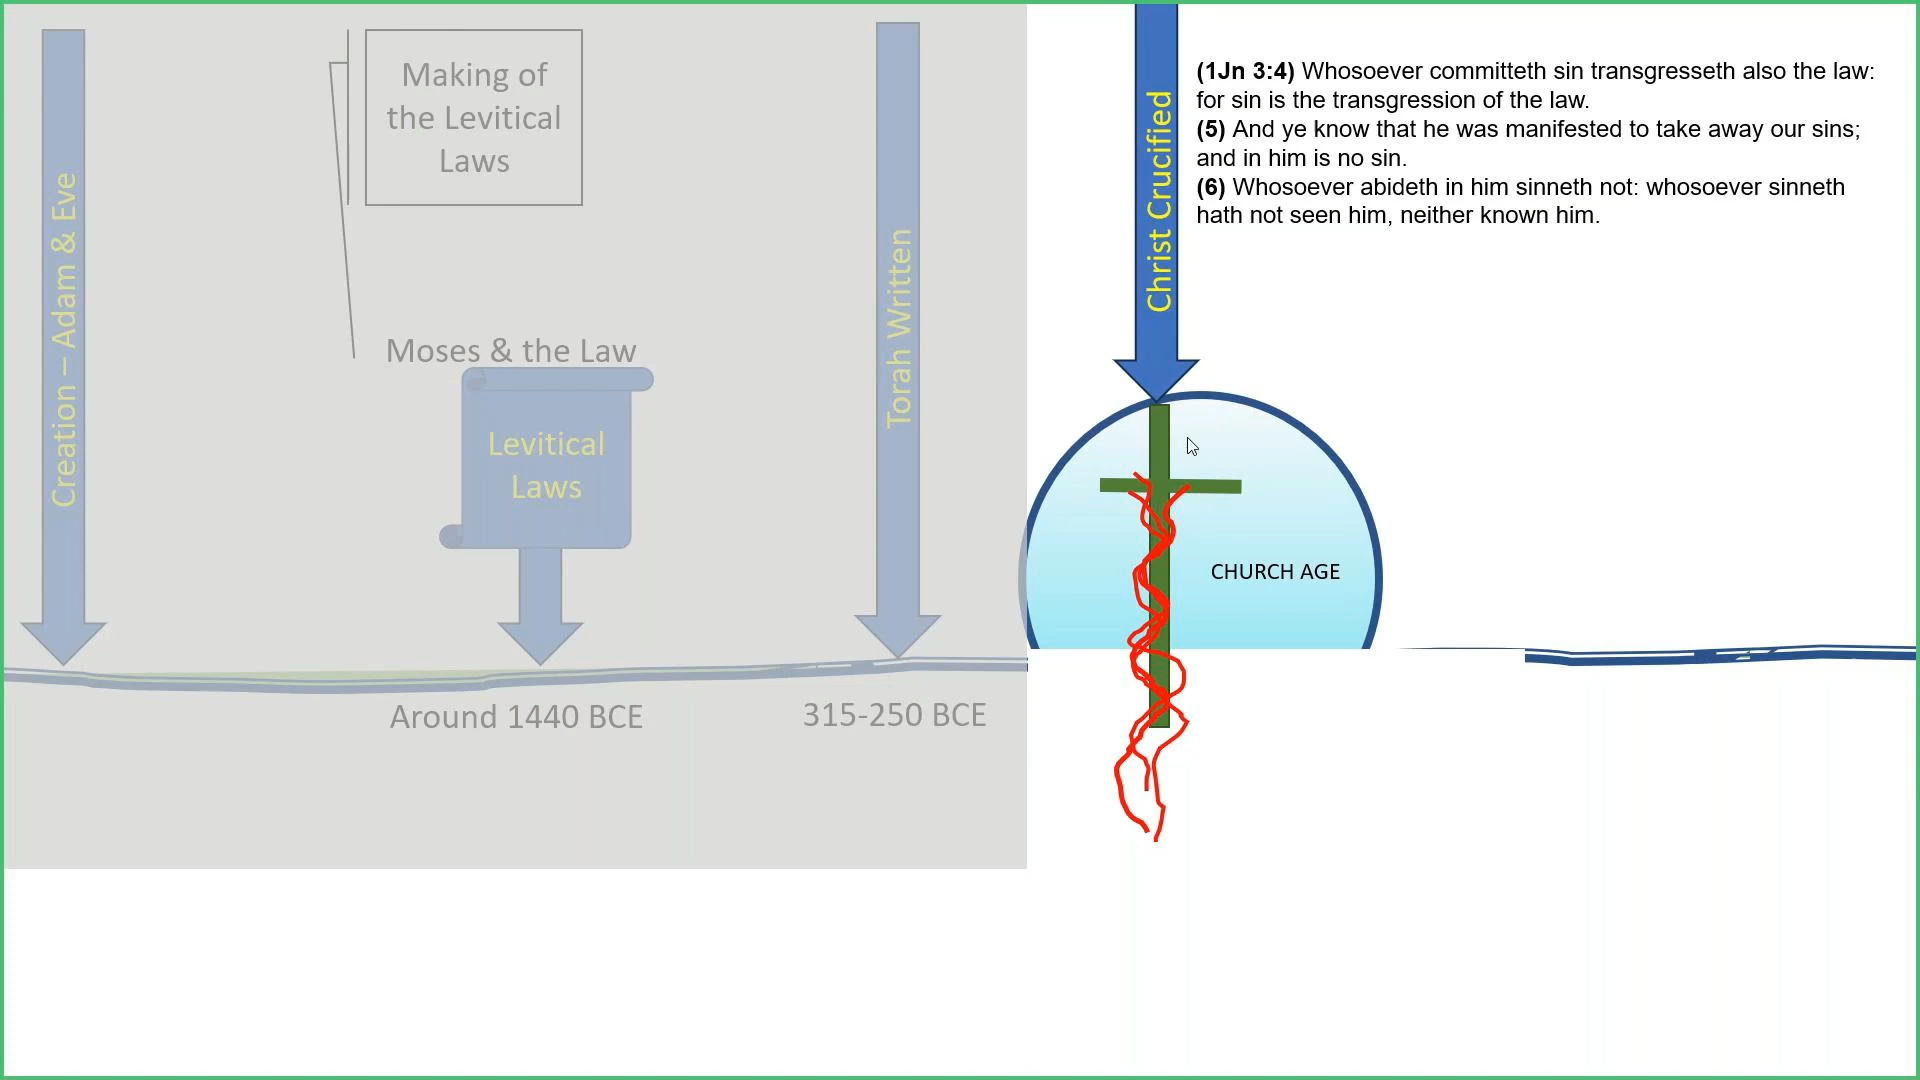 Creation – Adam & Eve
Making of
the Levitical
Laws
Moses & the Law
Levitical
Laws
Around 1440 BCE
Torah Written
315-250 BCE
Christ Crucified
(1Jn 3:4) Whosoever committeth sin transgresseth also the law:
for sin is the transgression of the law.
(5) And ye know that he was manifested to take away our sins;
and in him is no sin.
(6) Whosoever abideth in him sinneth not: whosoever sinneth
hath not seen him, neither known him.
CHURCH AGE